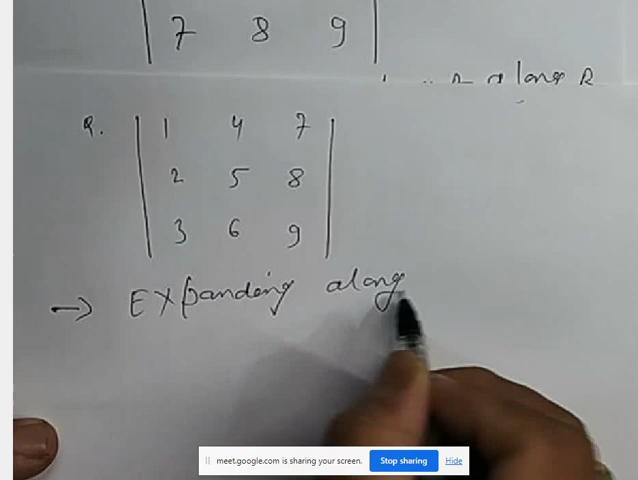 7 8 9
along R
Q. 1 4 7
2 5 8
3 6 9
→ Expanding along
meet.google.com is sharing your screen. Stop sharing Hide